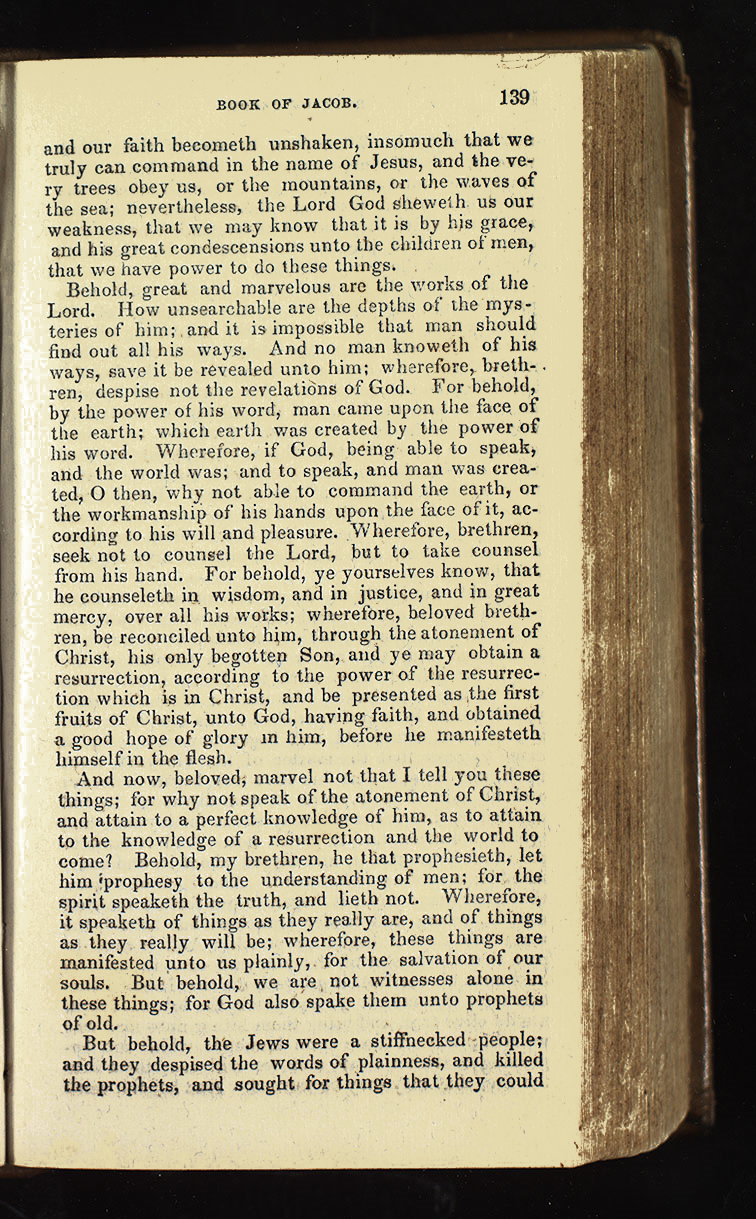 BOOK OF JACOB. 139
and our faith becometh unshaken, insomuch that we
truly can command in the name of Jesus, and the ve-
ry trees obey us, or the mountains, or the waves of
the sea; nevertheless, the Lord God sheweth us our
weakness, that we may know that it is by his grace,
and his great condescensions unto the children of men,
that we have power to do these things.
Behold, great and marvelous are the works of the
Lord. How unsearchable are the depths of the mys-
teries of him; and it is impossible that man should
find out all his ways. And no man knoweth of his
ways, save it be revealed unto him; wherefore, breth-
ren, despise not the revelations of God. For behold,
by the power of his word, man came upon the face of
the earth; which earth was created by the power of
his word. Wherefore, if God, being able to speak,
and the world was; and to speak, and man was crea-
ted, O then, why not able to command the earth, or
the workmanship of his hands upon the face of it, ac-
cording to his will and pleasure. Wherefore, brethren,
seek not to counsel the Lord, but to take counsel
from his hand. For behold, ye yourselves know, that
he counseleth in wisdom, and in justice, and in great
mercy, over all his works; wherefore, beloved breth-
ren, be reconciled unto him, through the atonement of
Christ, his only begotten Son, and ye may obtain a
resurrection, according to the power of the resurrec-
tion which is in Christ, and be presented as the first
fruits of Christ, unto God, having faith, and obtained
a good hope of glory in him, before he manifesteth
himself in the flesh.
And now, beloved, marvel not that I tell you these
things; for why not speak of the atonement of Christ,
and attain to a perfect knowledge of him, as to attain
to the knowledge of a resurrection and the world to
come? Behold, my brethren, he that prophesieth, let
him prophesy to the understanding of men; for the
spirit speaketh the truth, and lieth not. Wherefore,
it speaketh of things as they really are, and of things
as they really will be; wherefore, these things are
manifested unto us plainly, for the salvation of our
souls. But behold, we are not witnesses alone in
these things; for God also spake them unto prophets
of old.
But behold, the Jews were a stiffnecked people;
and they despised the words of plainness, and killed
the prophets, and sought for things that they could